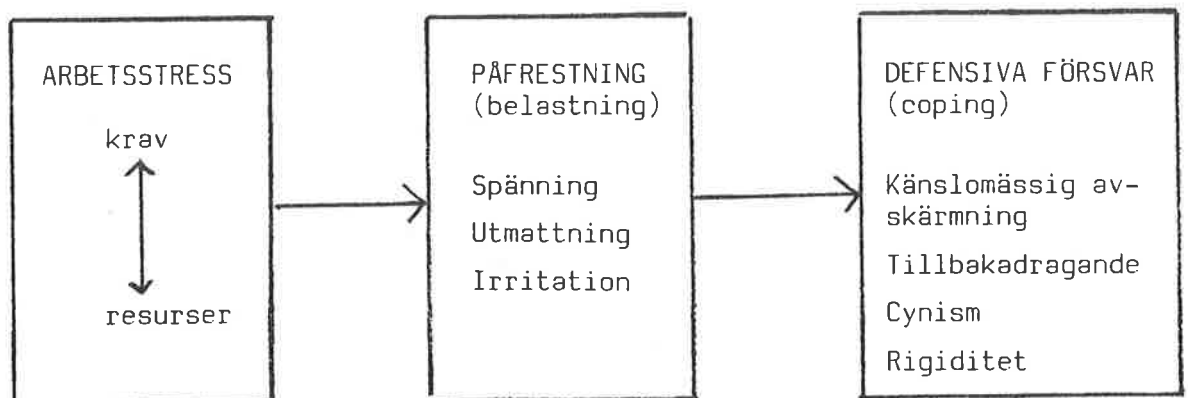 ARBETSSTRESS
krav
resurser
PÅFRESTNING
(belastning)
Spänning
Utmattning
Irritation
DEFENSIVA FÖRSVAR
(coping)
Känslomässig av-
skärmning
Tillbakadragande
Cynism
Rigiditet